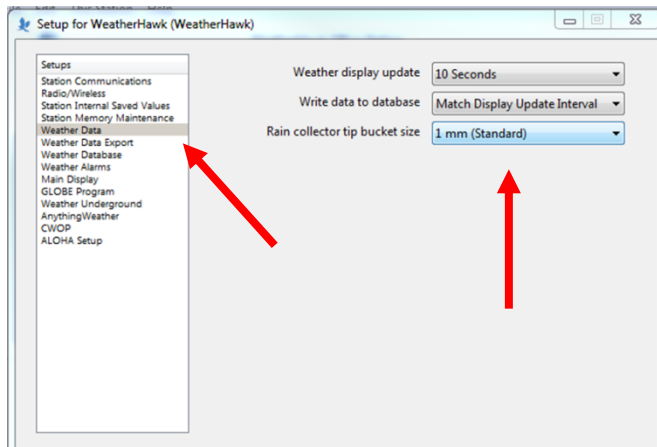 Setup for WeatherHawk (WeatherHawk)
Setups
Station Communications
Radio/Wireless
Station Internal Saved Values
Station Memory Maintenance
Weather Data
Weather Data Export
Weather Database
Weather Alarms
Main Display
GLOBE Program
Weather Underground
AnythingWeather
CWOP
ALOHA Setup
Weather display update 10 Seconds
Write data to database Match Display Update Interval
Rain collector tip bucket size 1 mm (Standard)